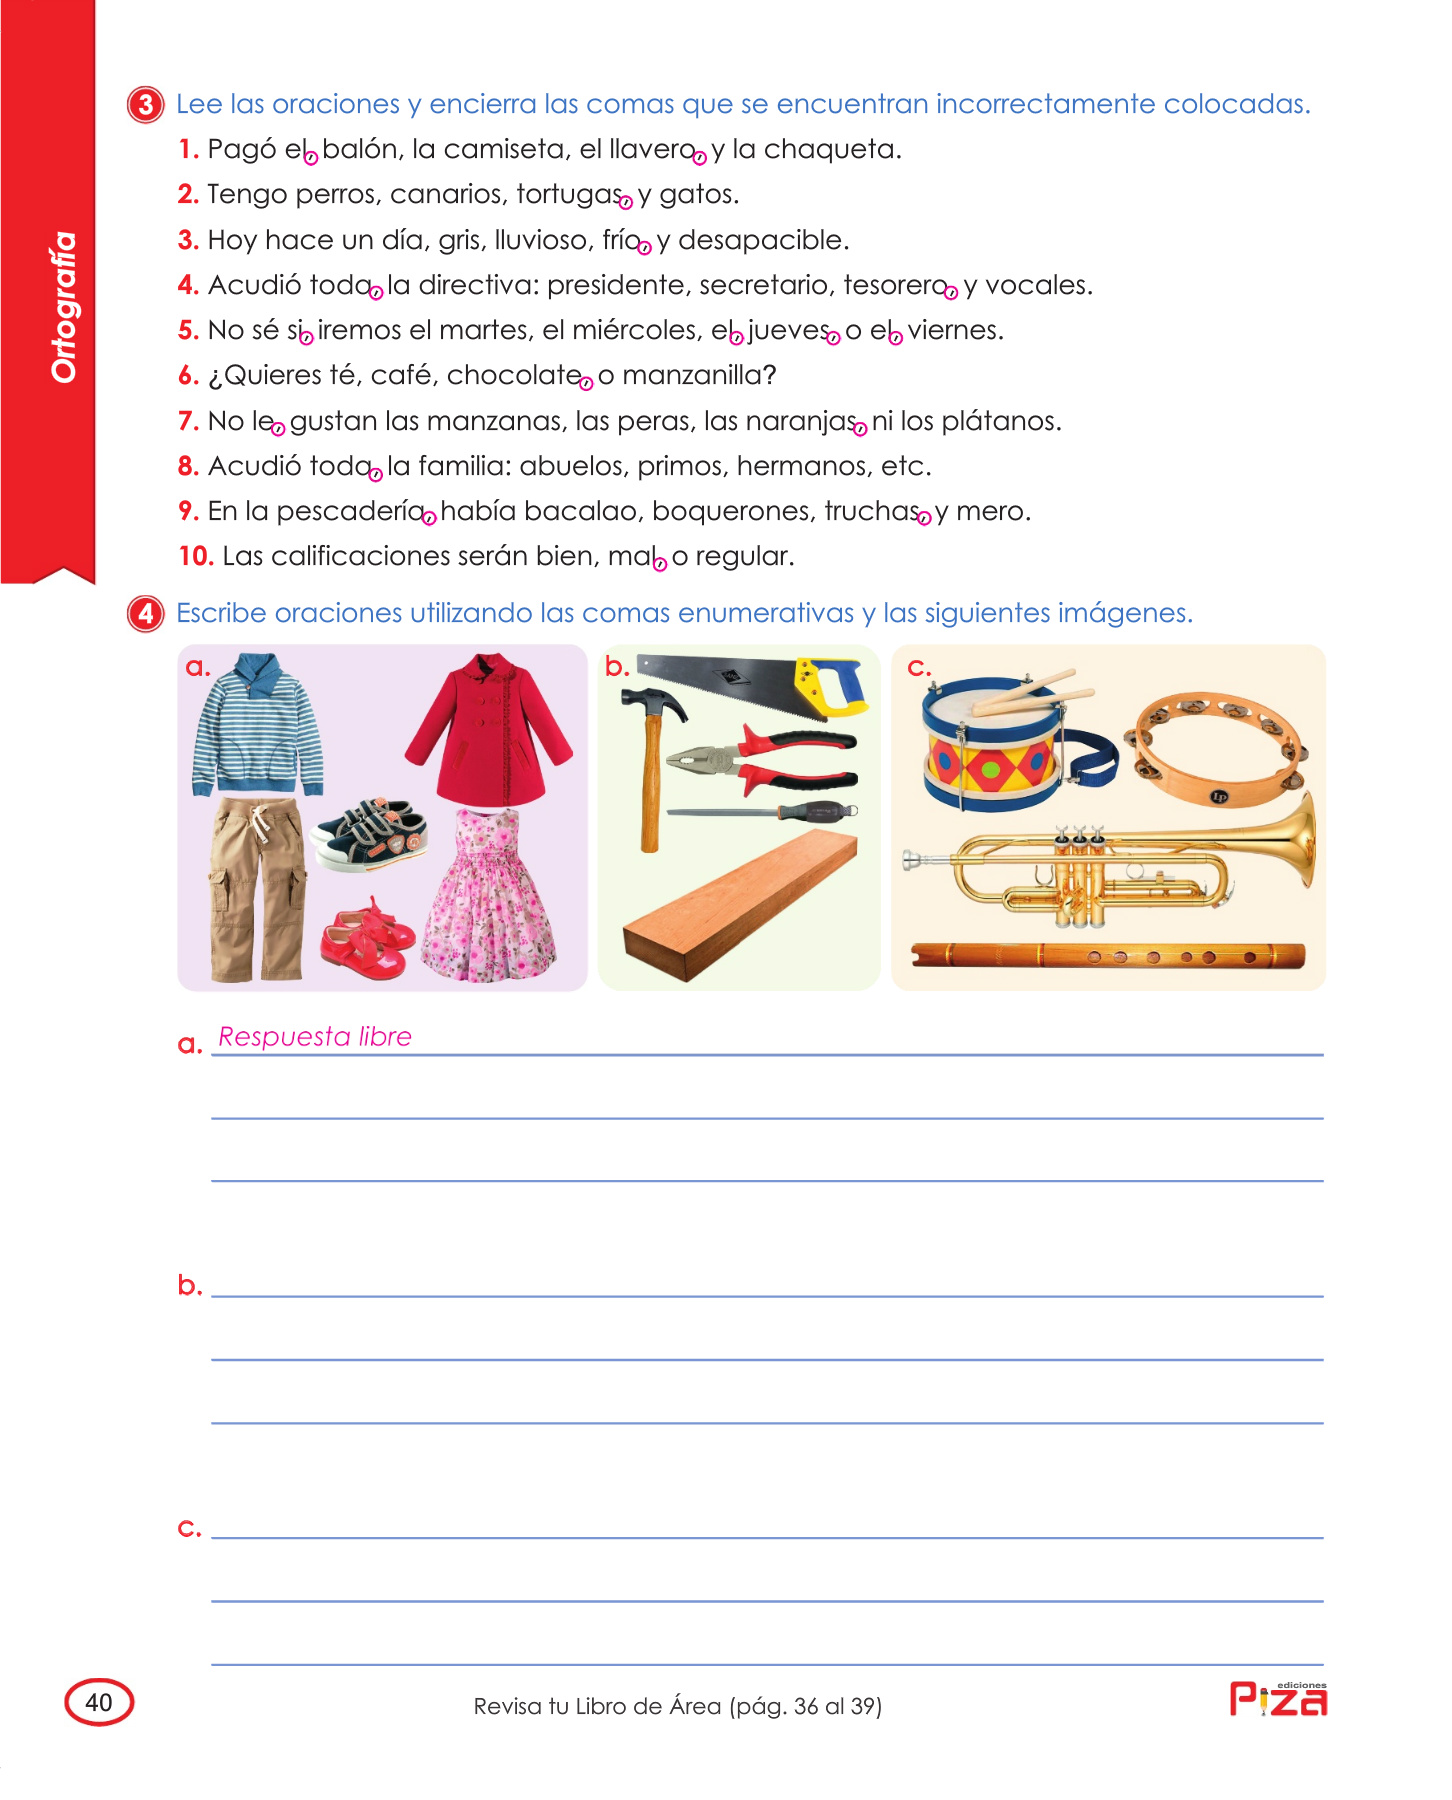 Ortografía
3 Lee las oraciones y encierra las comas que se encuentran incorrectamente colocadas.
1. Pagó el, balón, la camiseta, el llavero, y la chaqueta.
2. Tengo perros, canarios, tortugas, y gatos.
3. Hoy hace un día, gris, lluvioso, frío, y desapacible.
4. Acudió toda, la directiva: presidente, secretario, tesorero, y vocales.
5. No sé si, iremos el martes, el miércoles, el, jueves, o el, viernes.
6. ¿Quieres té, café, chocolate, o manzanilla?
7. No le, gustan las manzanas, las peras, las naranjas, ni los plátanos.
8. Acudió toda, la familia: abuelos, primos, hermanos, etc.
9. En la pescadería, había bacalao, boquerones, truchas, y mero.
10. Las calificaciones serán bien, mal, o regular.
4 Escribe oraciones utilizando las comas enumerativas y las siguientes imágenes.
a. b. c.
LP
a. Respuesta libre
b.
c.
40
Revisa tu Libro de Área (pág. 36 al 39)
ediciones
Piza